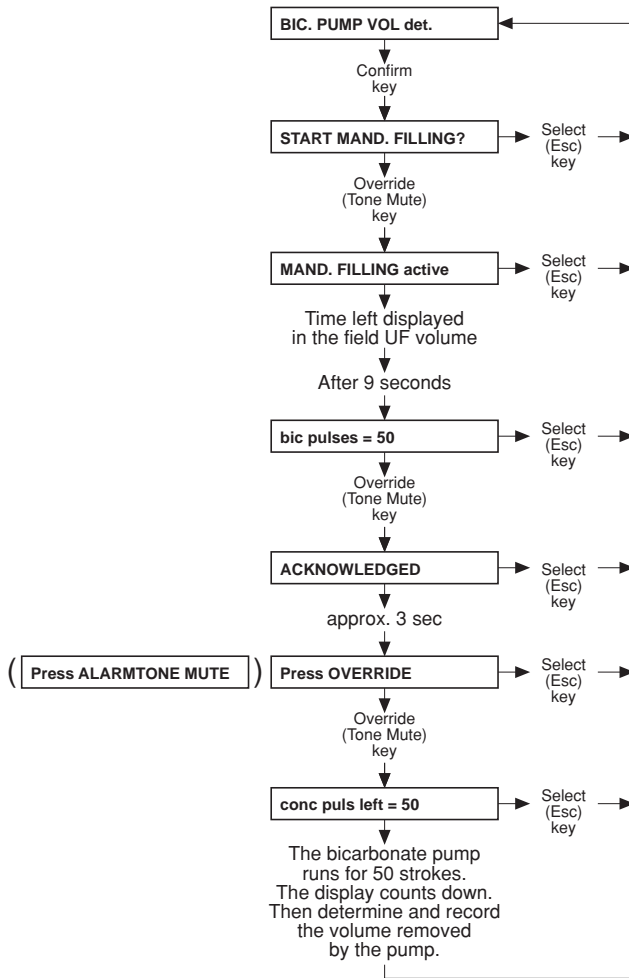 BIC. PUMP VOL det.
Confirm
key
START MAND. FILLING?
Select
(Esc)
key
Override
(Tone Mute)
key
MAND. FILLING active
Select
(Esc)
key
Time left displayed
in the field UF volume
After 9 seconds
bic pulses = 50
Select
(Esc)
key
Override
(Tone Mute)
key
ACKNOWLEDGED
Select
(Esc)
key
approx. 3 sec
( Press ALARMTONE MUTE ) Press OVERRIDE
Select
(Esc)
key
Override
(Tone Mute)
key
conc puls left = 50
Select
(Esc)
key
The bicarbonate pump
runs for 50 strokes.
The display counts down.
Then determine and record
the volume removed
by the pump.